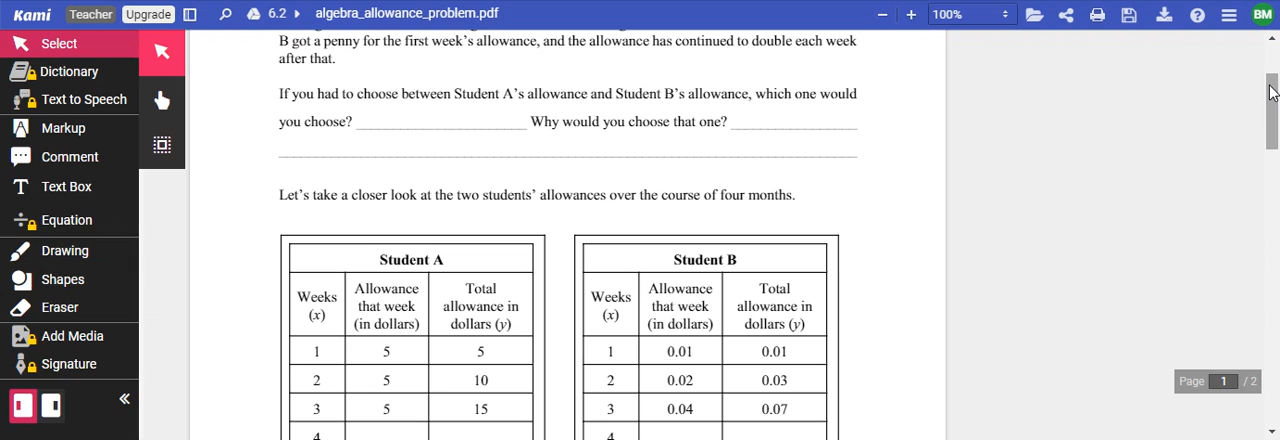 Kami Teacher Upgrade 6.2 algebra_allowance_problem.pdf 100% BM
Select
Dictionary
Text to Speech
Markup
Comment
Text Box
Equation
Drawing
Shapes
Eraser
Add Media
Signature
B got a penny for the first week's allowance, and the allowance has continued to double each week
after that.
If you had to choose between Student A's allowance and Student B's allowance, which one would
you choose? Why would you choose that one?
Let's take a closer look at the two students' allowances over the course of four months.
Student A
Weeks (x) Allowance that week (in dollars) Total allowance in dollars (y)
1 5 5
2 5 10
3 5 15
4
Student B
Weeks (x) Allowance that week (in dollars) Total allowance in dollars (y)
1 0.01 0.01
2 0.02 0.03
3 0.04 0.07
4
Page 1 / 2